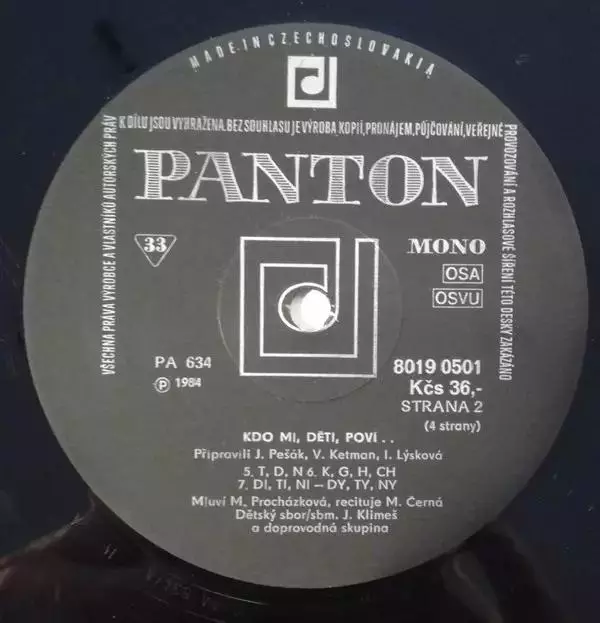 MADE IN CZECHOSLOVAKIA
VŠECHNA PRÁVA VÝROBCE A VLASTNÍKŮ AUTORSKÝCH PRÁV
K DÍLU JSOU VYHRAŽENA. BEZ SOUHLASU JE VÝROBA KOPIÍ, PRONÁJEM, PŮJČOVÁNÍ, VEŘEJNÉ
PROVOZOVÁNÍ A ROZHLASOVÉ ŠÍŘENÍ TÉTO DESKY ZAKÁZÁNO
PANTON
33
MONO
OSA
OSVU
PA 634
Ⓟ 1984
8019 0501
Kčs 36,-
STRANA 2
(4 strany)
KDO MI, DĚTI, POVÍ . .
Připravili J. Pešák, V. Ketman, I. Lýsková
5. T, D, N 6. K, G, H, CH
7. DI, TI, NI – DY, TY, NY
Mluví M. Procházková, recituje M. Černá
Dětský sbor/sbm. J. Klimeš
a doprovodná skupina